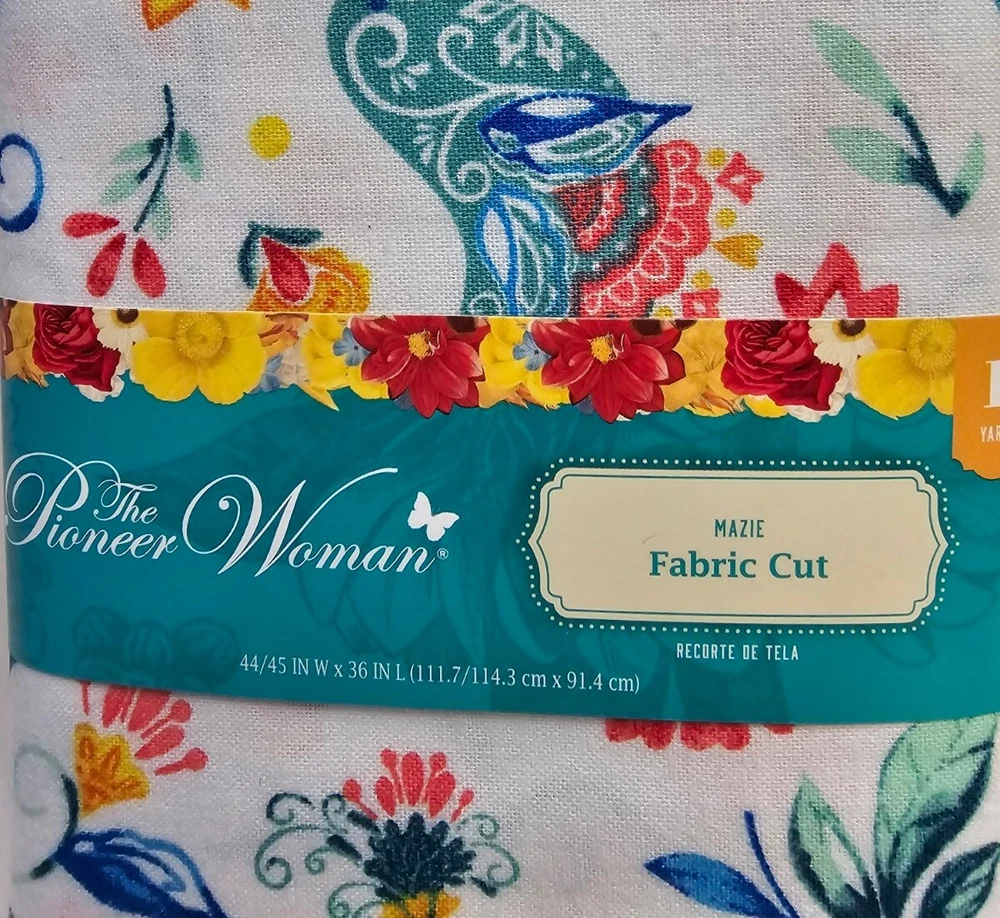 The
Pioneer Woman®
MAZIE
Fabric Cut
RECORTE DE TELA
44/45 IN W x 36 IN L (111.7/114.3 cm x 91.4 cm)